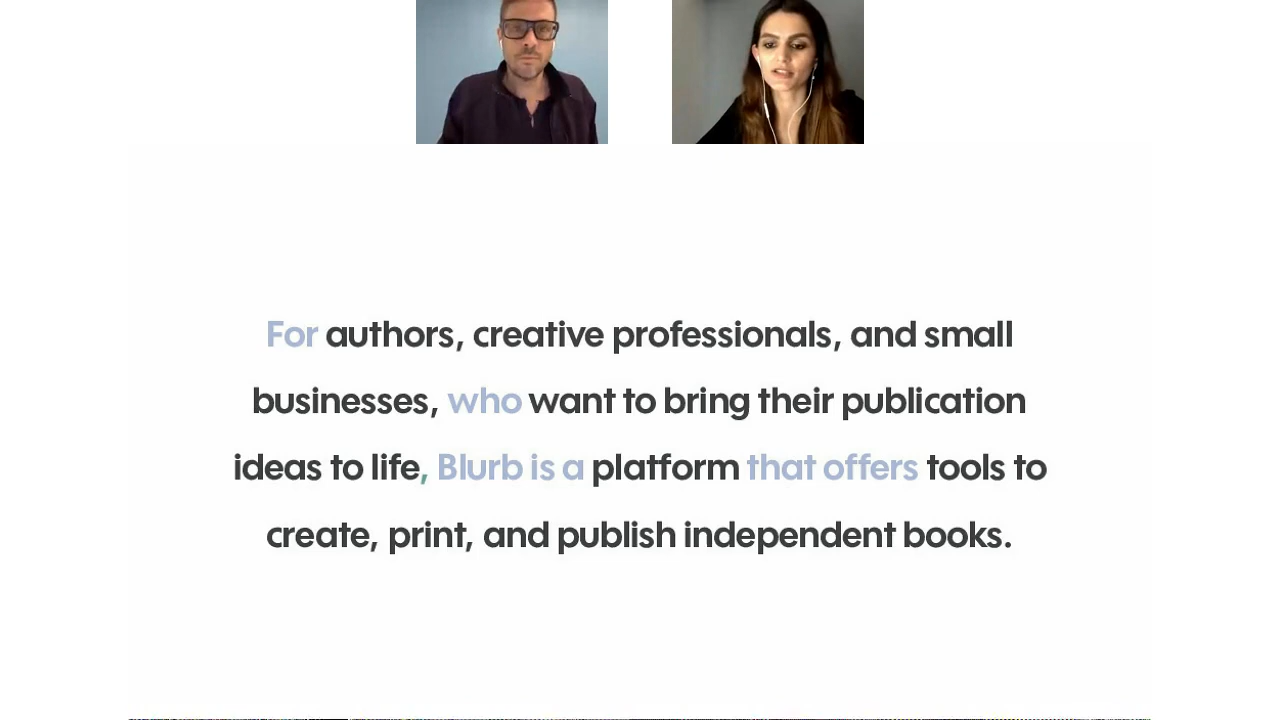 For authors, creative professionals, and small
businesses, who want to bring their publication
ideas to life, Blurb is a platform that offers tools to
create, print, and publish independent books.